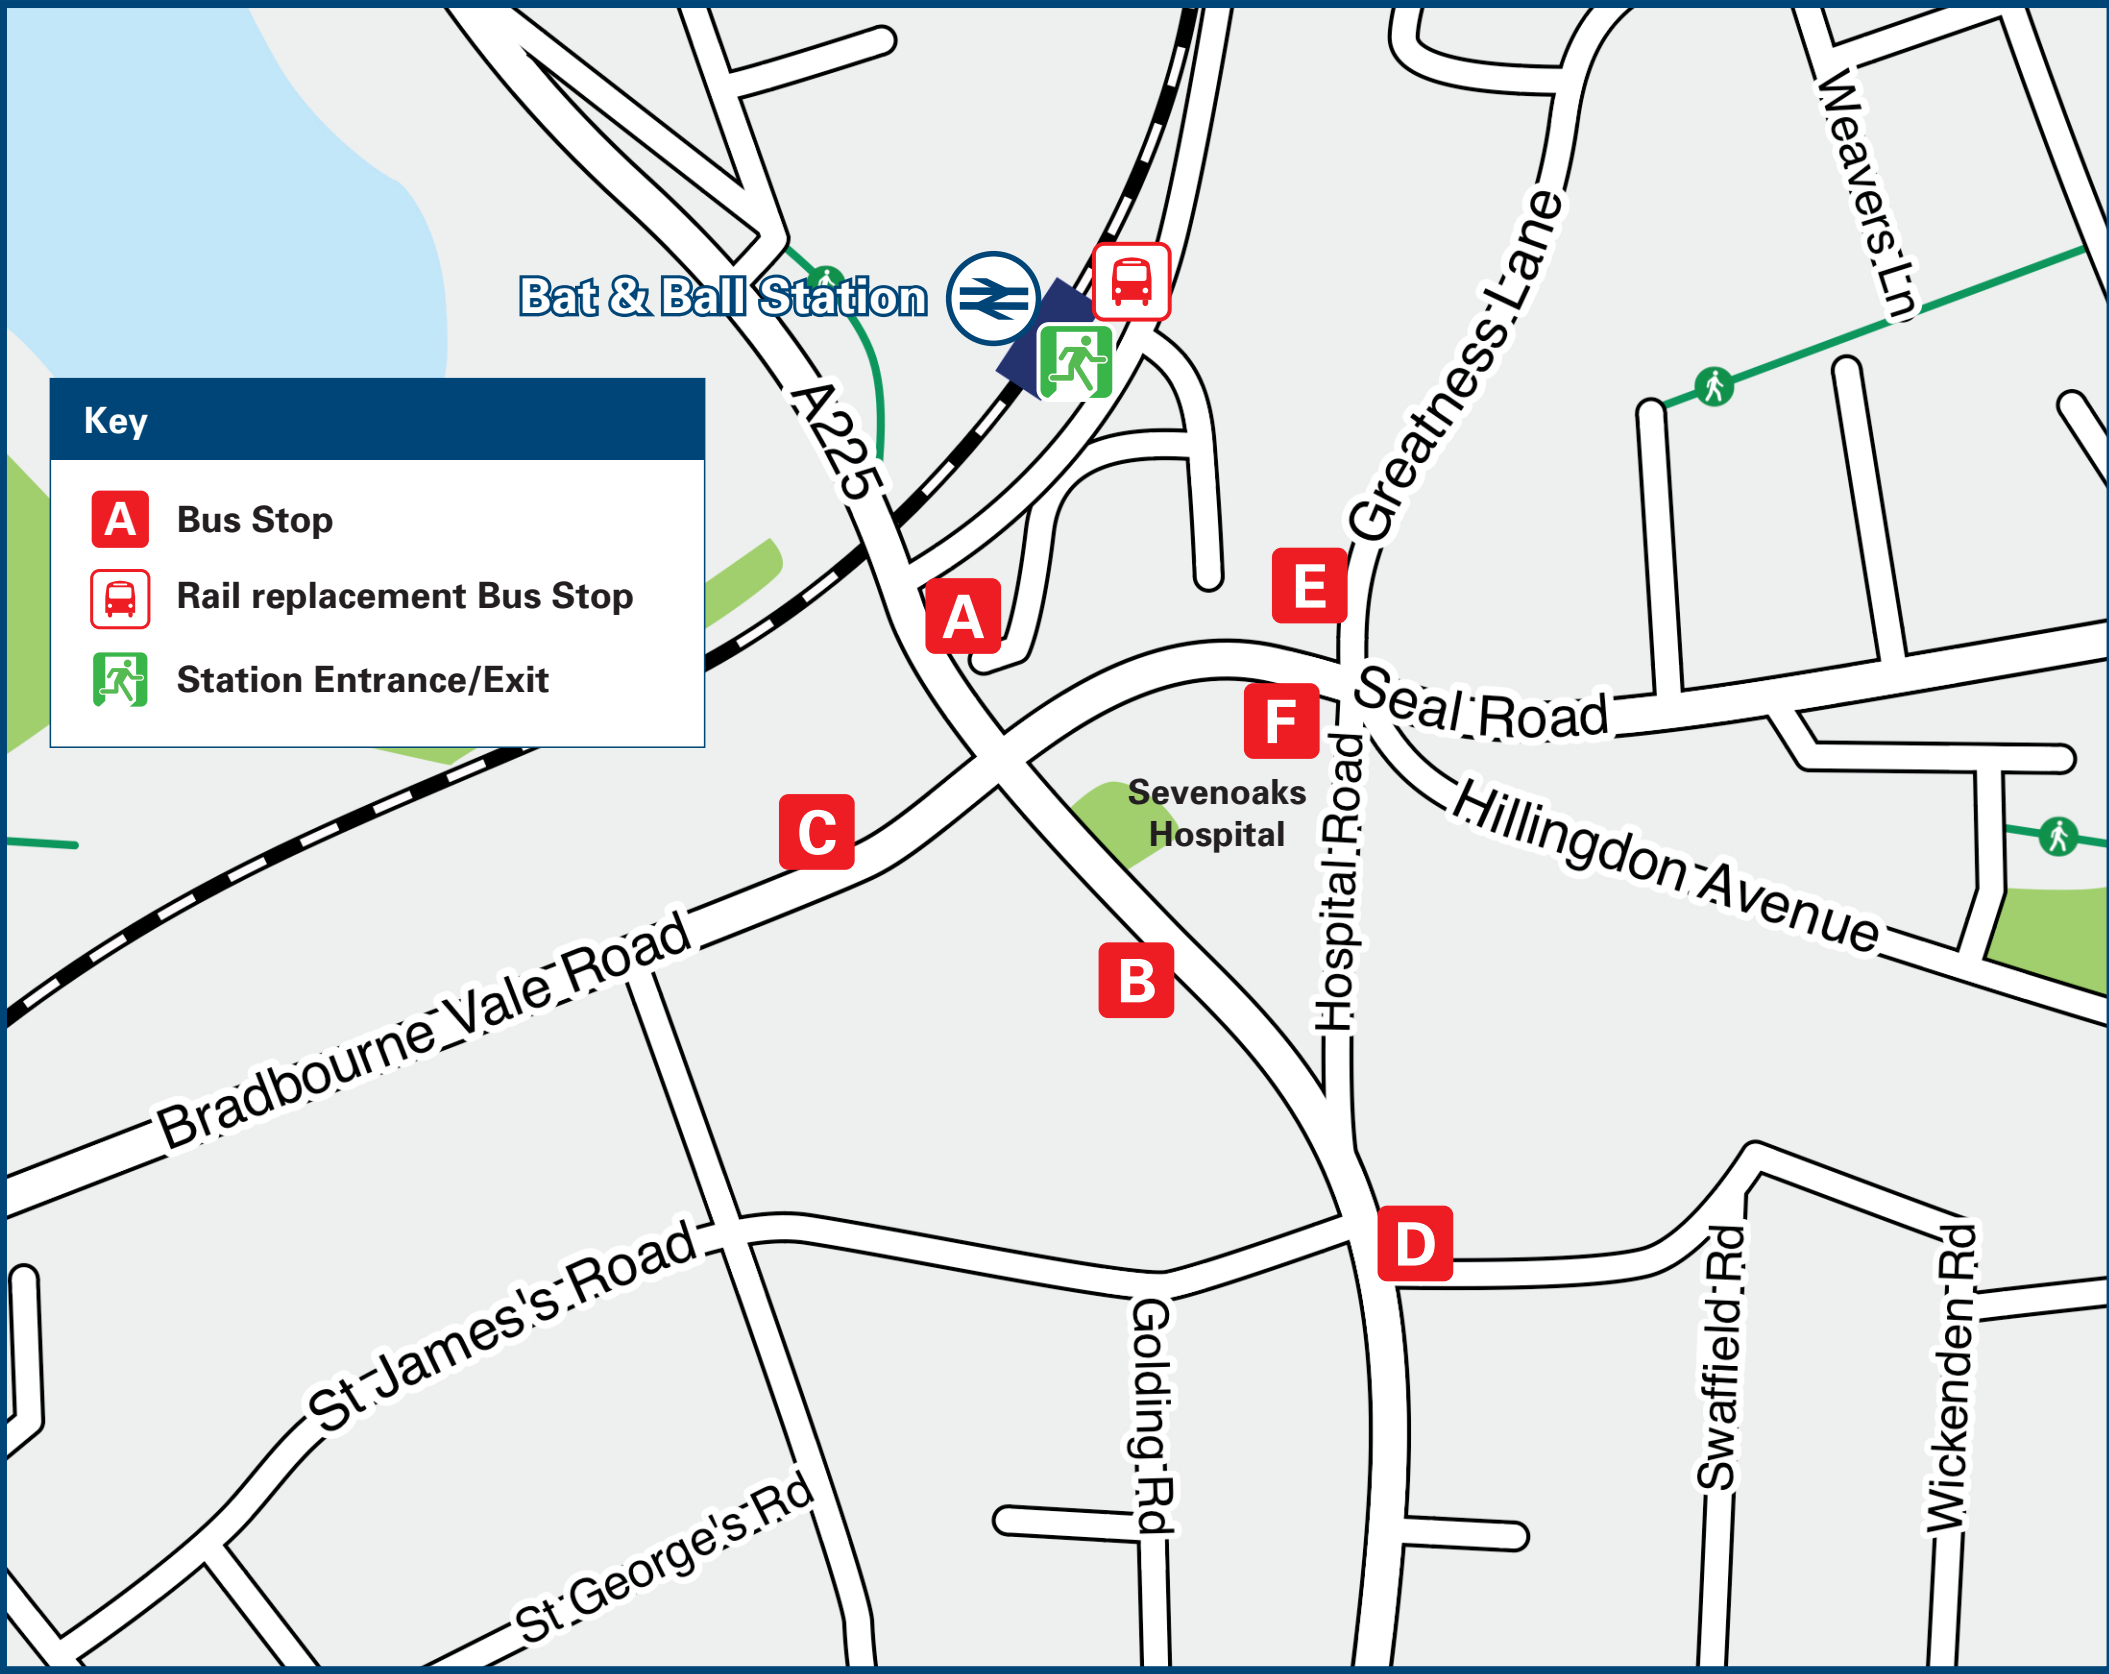 Weavers Ln
Bat & Ball Station
Greatness Lane
A225
Key
A Bus Stop
Rail replacement Bus Stop
Station Entrance/Exit
E
A
F
Seal Road
Sevenoaks
Hospital
Hospital Road
Hillingdon Avenue
C
B
Bradbourne Vale Road
D
St James's Road
Golding Rd
Swaffield Rd
Wickenden Rd
St George's Rd